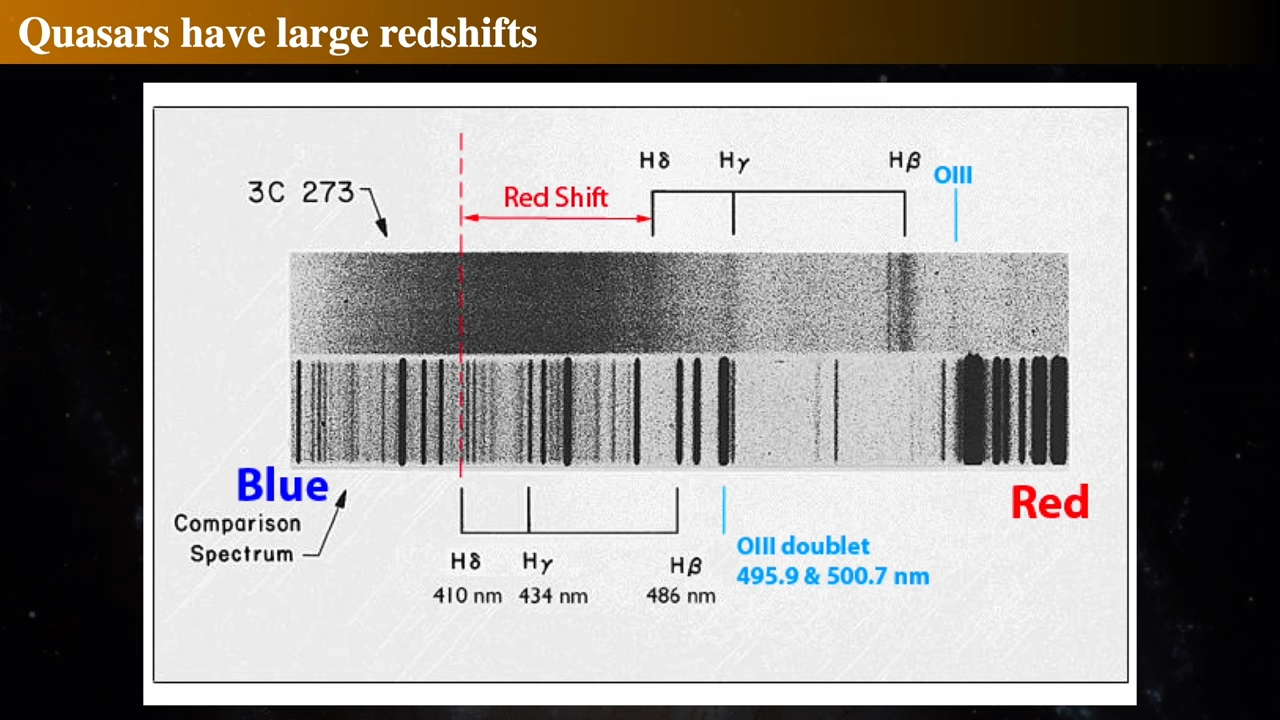 Quasars have large redshifts
Hδ Hγ Hβ
OIII
3C 273
Red Shift
Blue
Red
Comparison
Spectrum
Hδ Hγ Hβ
410 nm 434 nm 486 nm
OIII doublet
495.9 & 500.7 nm